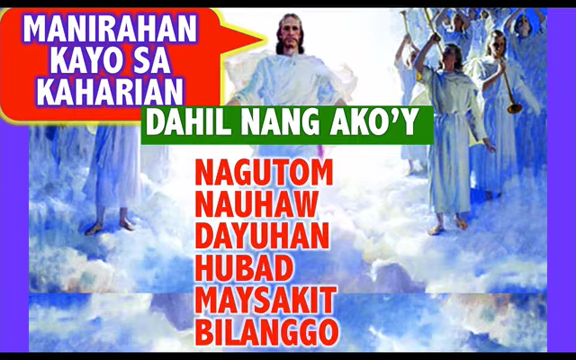 MANIRAHAN
KAYO SA
KAHARIAN
DAHIL NANG AKO'Y
NAGUTOM
NAUHAW
DAYUHAN
HUBAD
MAYSAKIT
BILANGGO